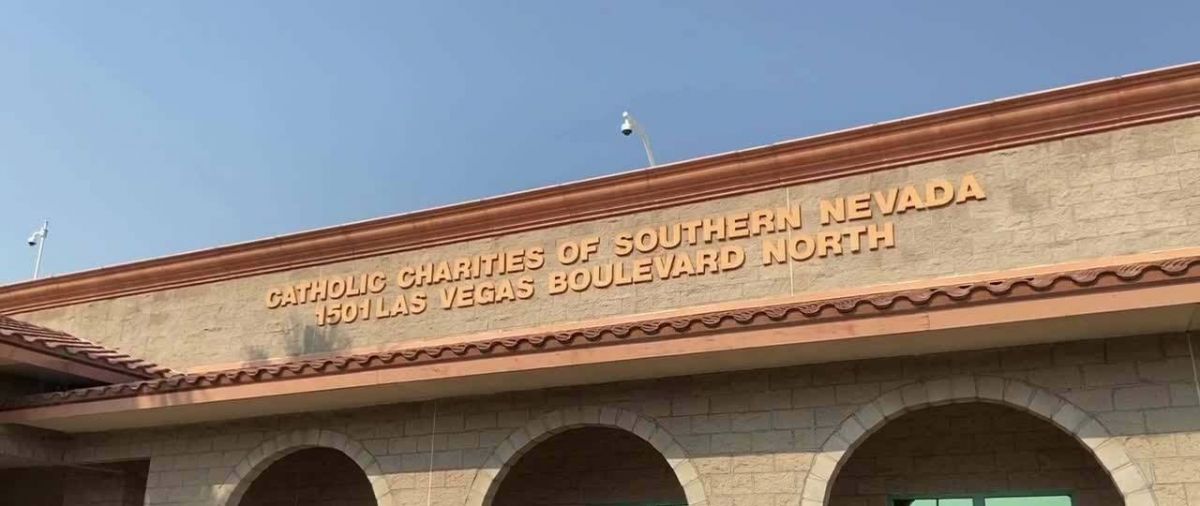 CATHOLIC CHARITIES OF SOUTHERN NEVADA
1501 LAS VEGAS BOULEVARD NORTH